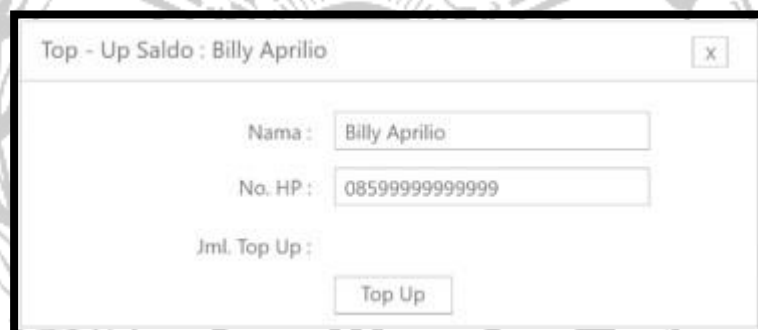 Top - Up Saldo : Billy Aprilio x
Nama : Billy Aprilio
No. HP : 08599999999999
Jml. Top Up :
Top Up